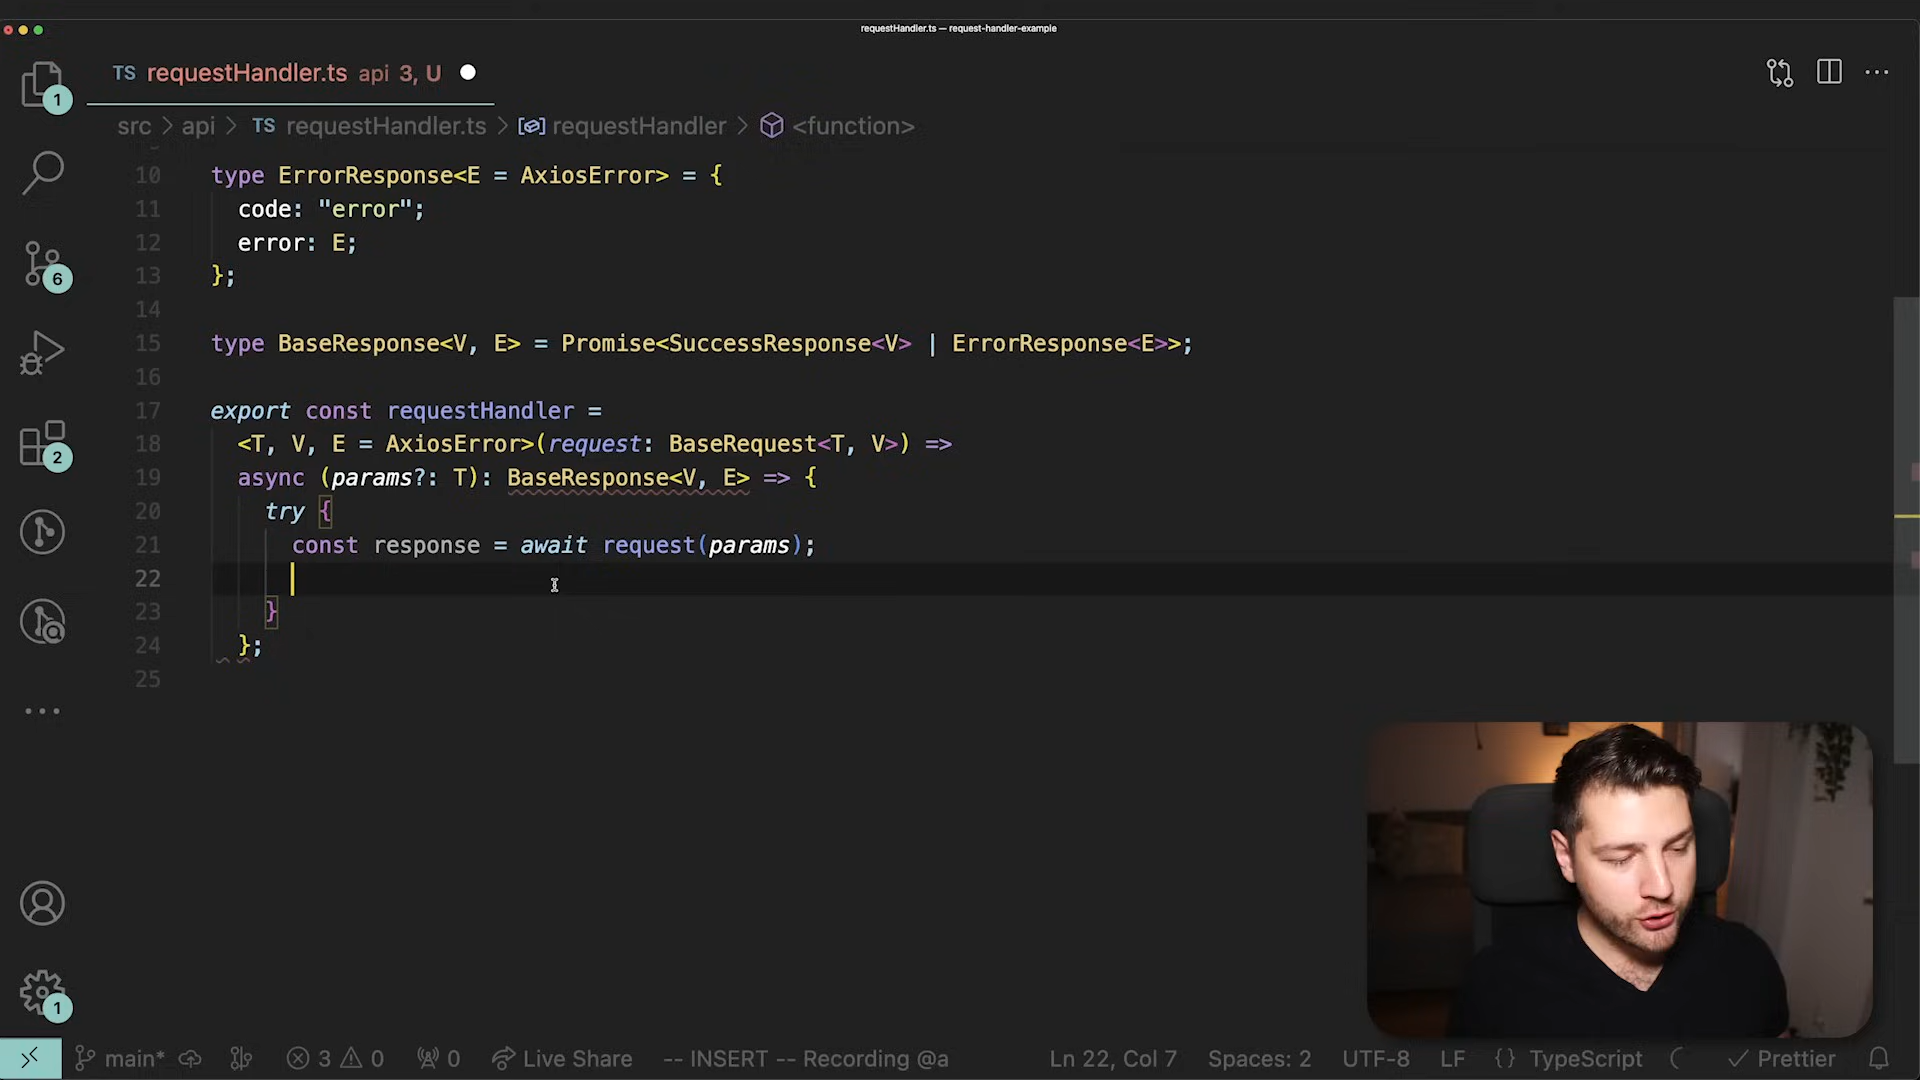 requestHandler.ts — request-handler-example
TS requestHandler.ts api 3, U
src > api > TS requestHandler.ts > requestHandler > <function>
10 type ErrorResponse<E = AxiosError> = {
11 code: "error";
12 error: E;
13 };
14
15 type BaseResponse<V, E> = Promise<SuccessResponse<V> | ErrorResponse<E>>;
16
17 export const requestHandler =
18 <T, V, E = AxiosError>(request: BaseRequest<T, V>) =>
19 async (params?: T): BaseResponse<V, E> => {
20 try {
21 const response = await request(params);
22
23 }
24 };
25
1
6
2
1
main* 3 0 0 Live Share -- INSERT -- Recording @a Ln 22, Col 7 Spaces: 2 UTF-8 LF {} TypeScript Prettier